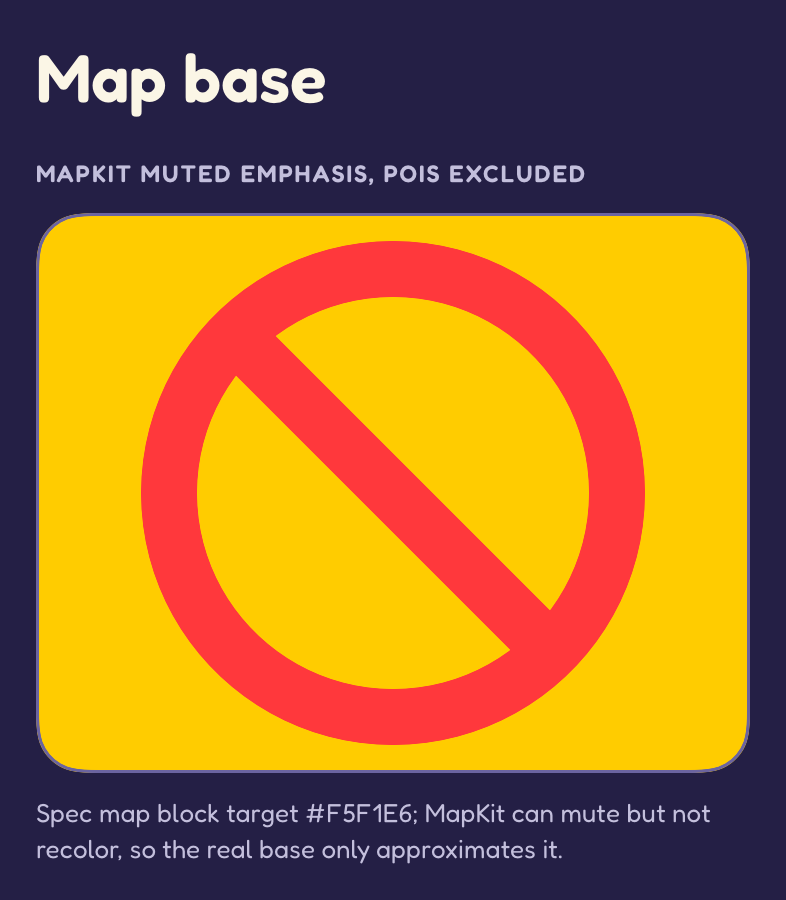 Map base
MAPKIT MUTED EMPHASIS, POIS EXCLUDED
Spec map block target #F5F1E6; MapKit can mute but not
recolor, so the real base only approximates it.